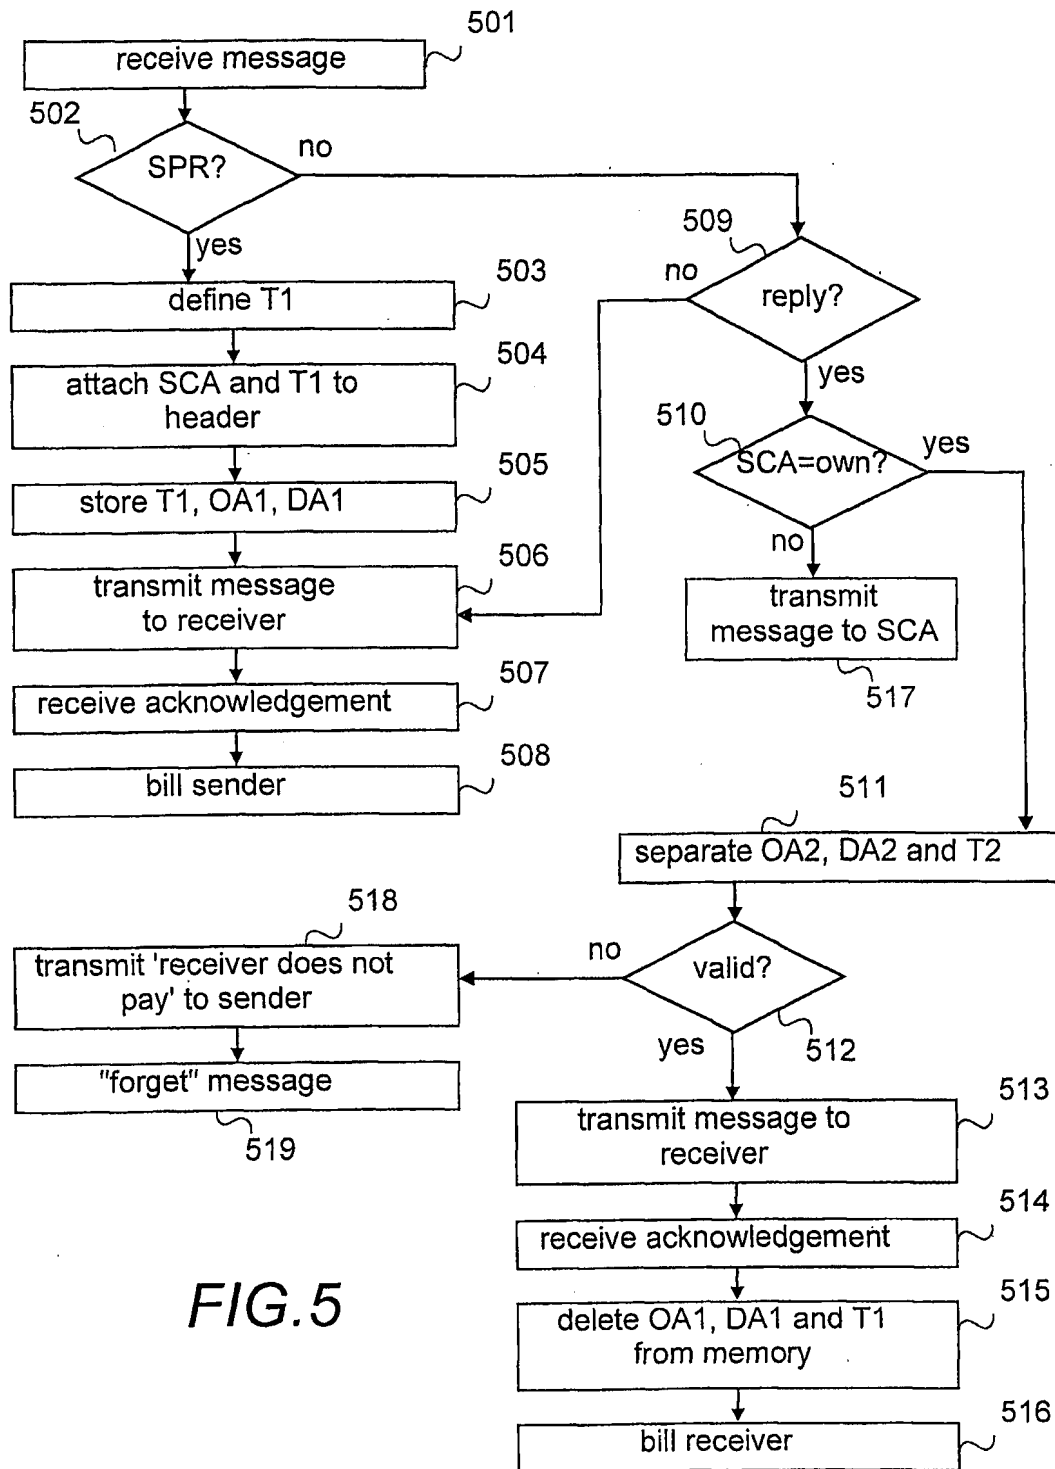 501
receive message
502
SPR?
no
yes
509
no
reply?
yes
503
define T1
504
attach SCA and T1 to
header
510
SCA=own?
yes
no
505
store T1, OA1, DA1
506
transmit message
to receiver
transmit
message to SCA
517
507
receive acknowledgement
508
bill sender
511
separate OA2, DA2 and T2
518
transmit 'receiver does not
pay' to sender
no
valid?
512
yes
"forget" message
519
513
transmit message to
receiver
514
receive acknowledgement
515
delete OA1, DA1 and T1
from memory
516
bill receiver
FIG.5